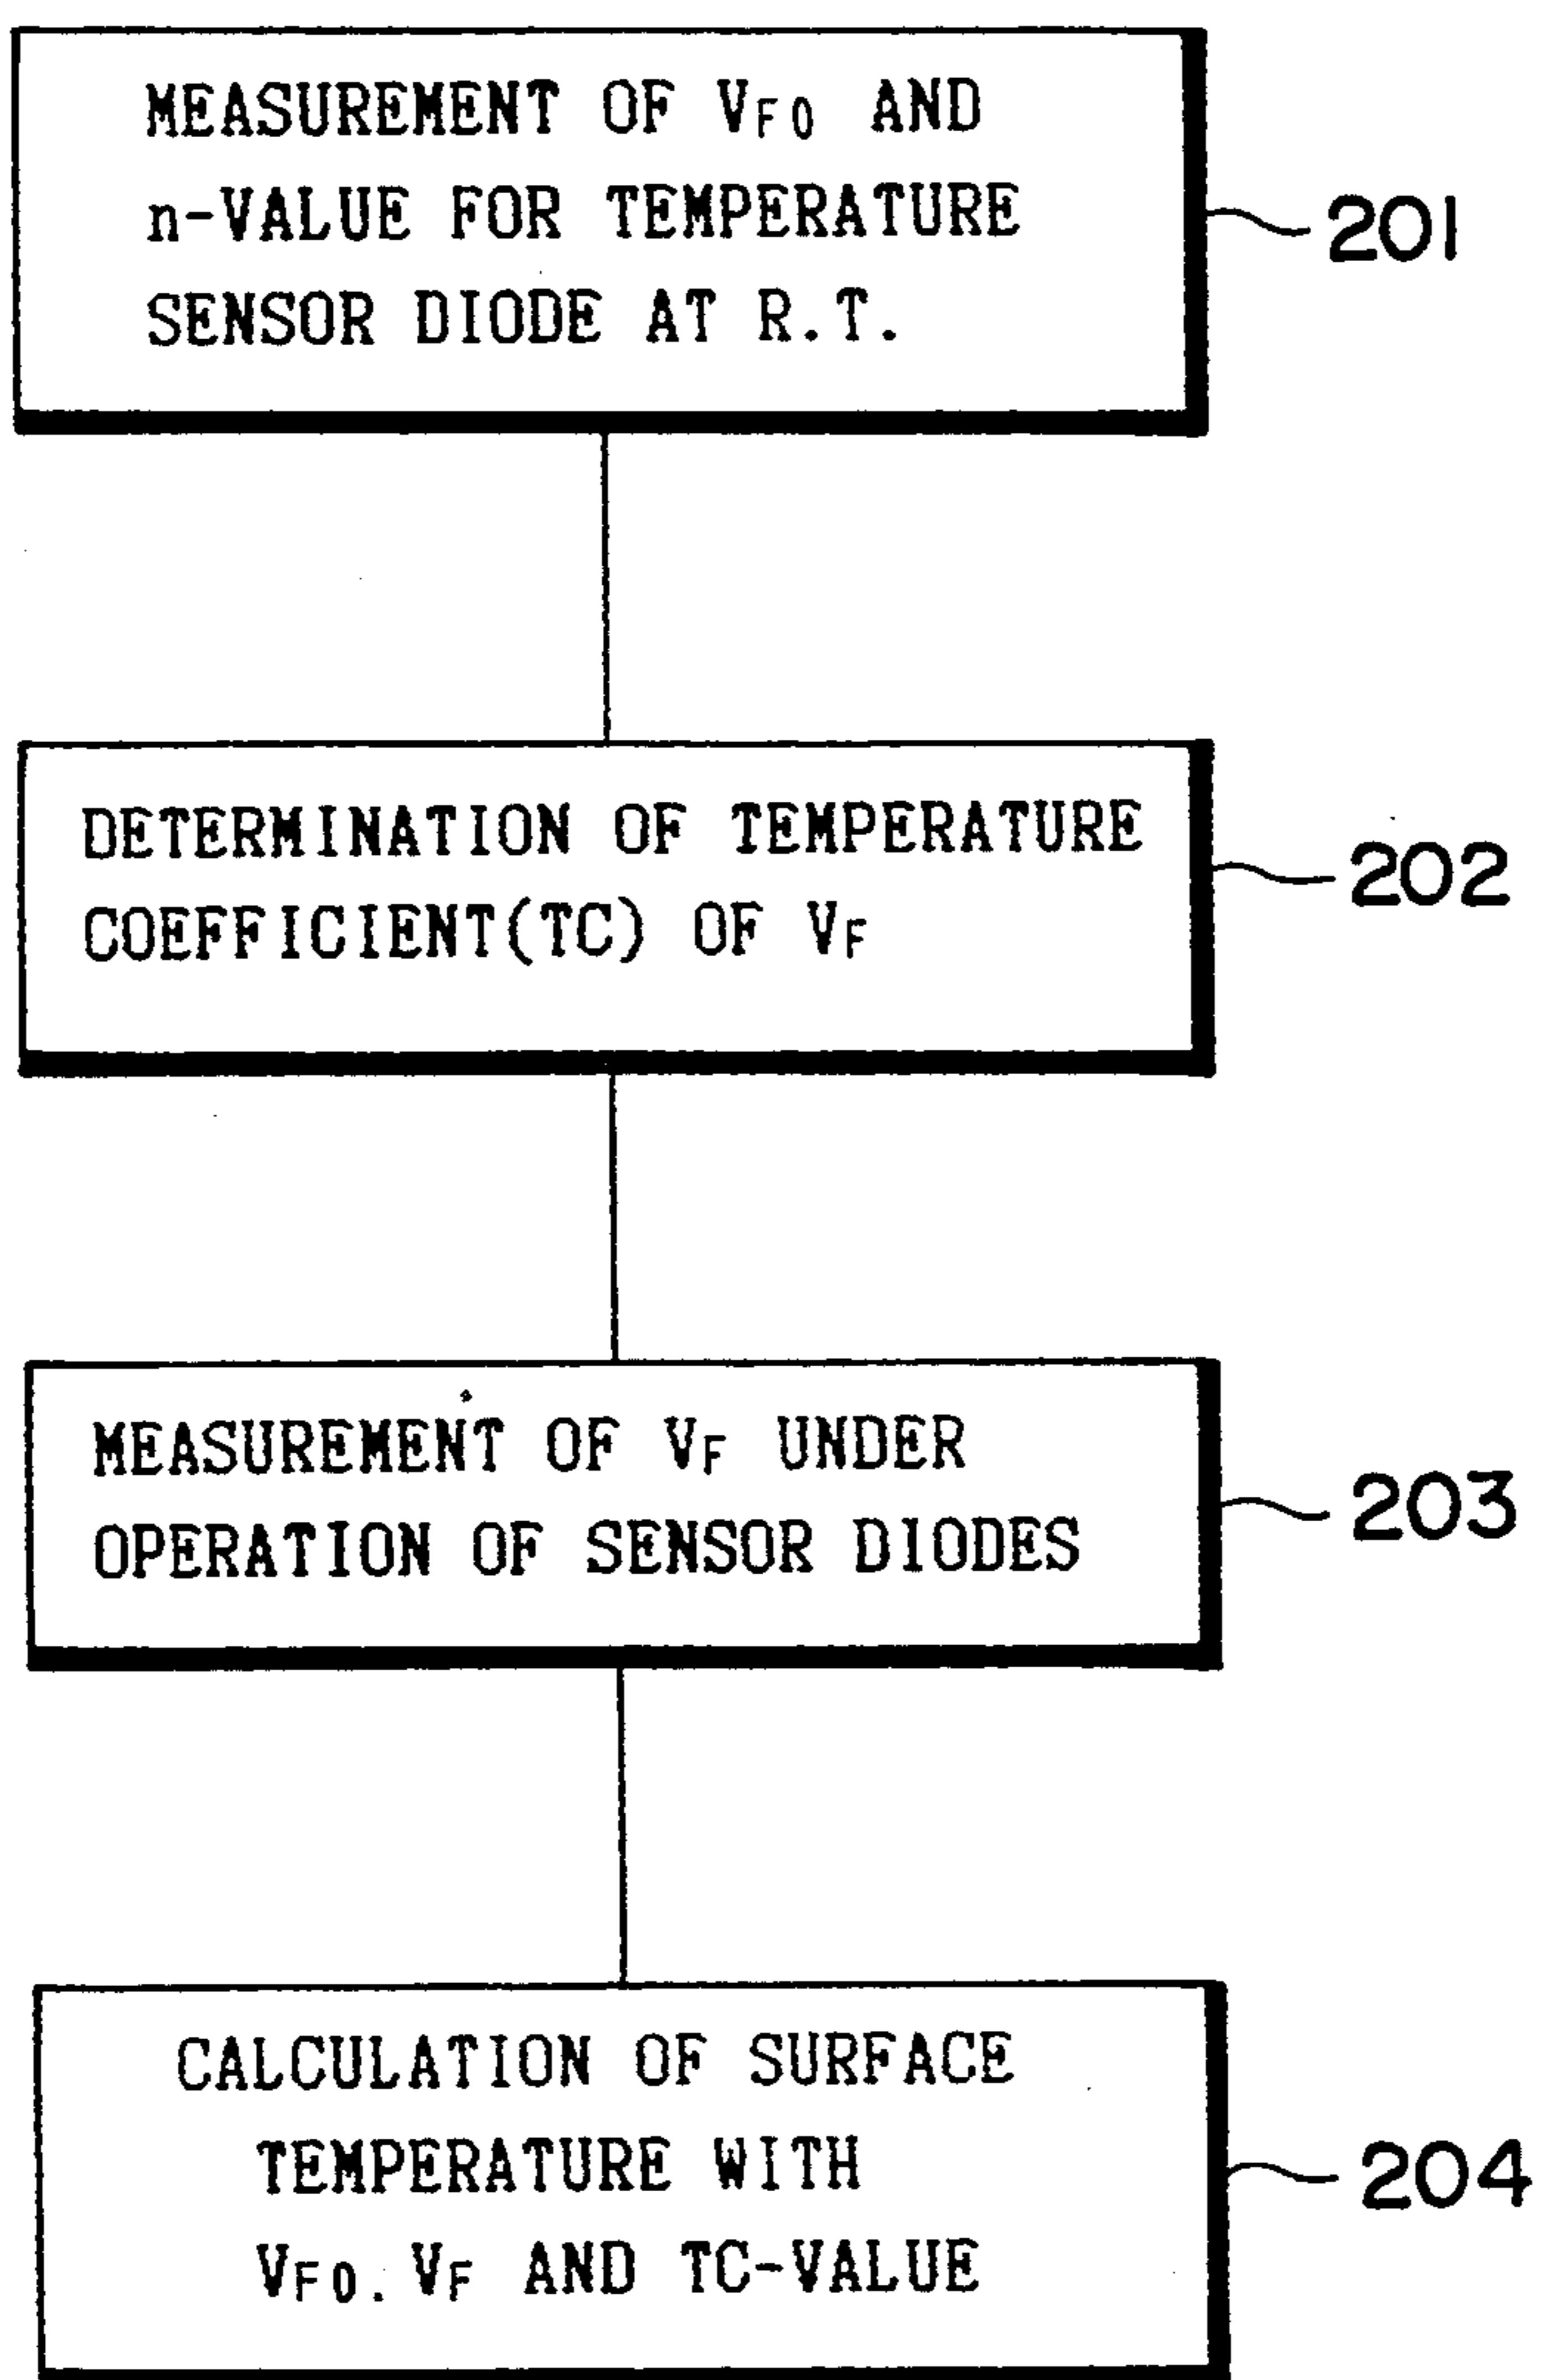 MEASUREMENT OF VF0 AND
n-VALUE FOR TEMPERATURE
SENSOR DIODE AT R.T.
201
DETERMINATION OF TEMPERATURE
COEFFICIENT(TC) OF VF
202
MEASUREMENT OF VF UNDER
OPERATION OF SENSOR DIODES
203
CALCULATION OF SURFACE
TEMPERATURE WITH
VF0. VF AND TC-VALUE
204